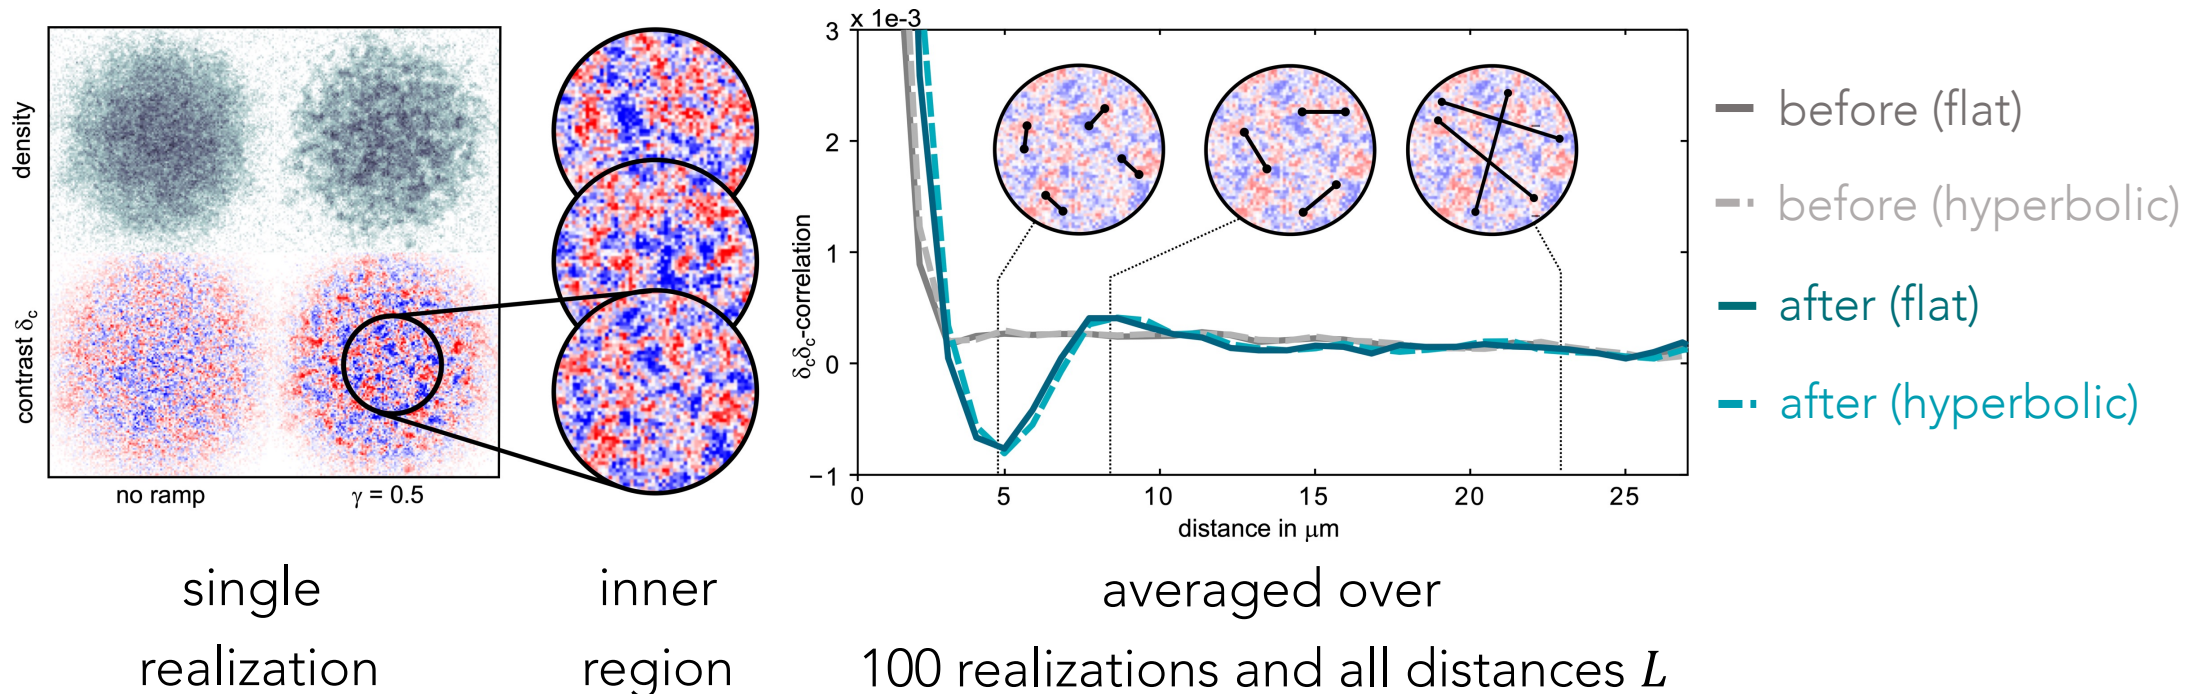 density
contrast δc
no ramp
γ = 0.5
x 1e-3
3
2
1
0
−1
δcδc-correlation
0
5
10
15
20
25
distance in μm
before (flat)
before (hyperbolic)
after (flat)
after (hyperbolic)
single
realization
inner
region
averaged over
100 realizations and all distances L